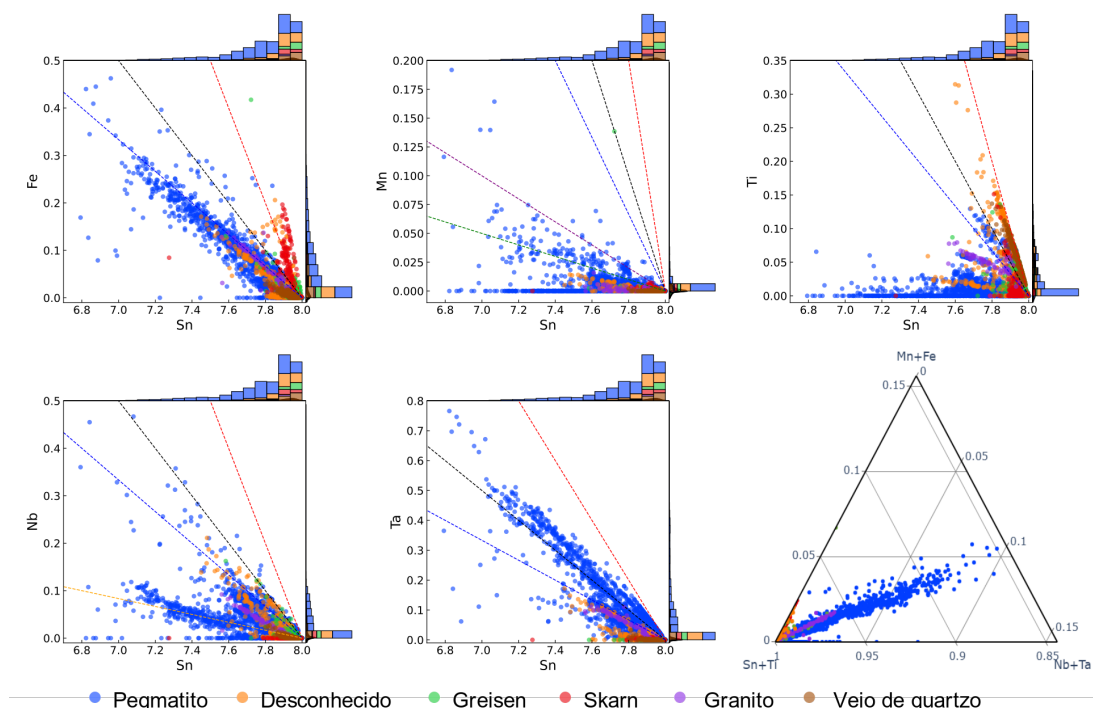 0.5
0.4
0.3
0.2
0.1
0.0
Fe
6.8 7.0 7.2 7.4 7.6 7.8 8.0
Sn
0.200
0.175
0.150
0.125
0.100
0.075
0.050
0.025
0.000
Mn
6.8 7.0 7.2 7.4 7.6 7.8 8.0
Sn
0.35
0.30
0.25
0.20
0.15
0.10
0.05
0.00
Ti
6.8 7.0 7.2 7.4 7.6 7.8 8.0
Sn
0.5
0.4
0.3
0.2
0.1
0.0
Nb
6.8 7.0 7.2 7.4 7.6 7.8 8.0
Sn
0.8
0.7
0.6
0.5
0.4
0.3
0.2
0.1
0.0
Ta
6.8 7.0 7.2 7.4 7.6 7.8 8.0
Sn
Mn+Fe
0
0.15
0.05
0.1
0.1
0.05
0.15
0
1 0.95 0.9 0.85
Sn+Ti Nb+Ta
Pegmatito Desconhecido Greisen Skarn Granito Veio de quartzo